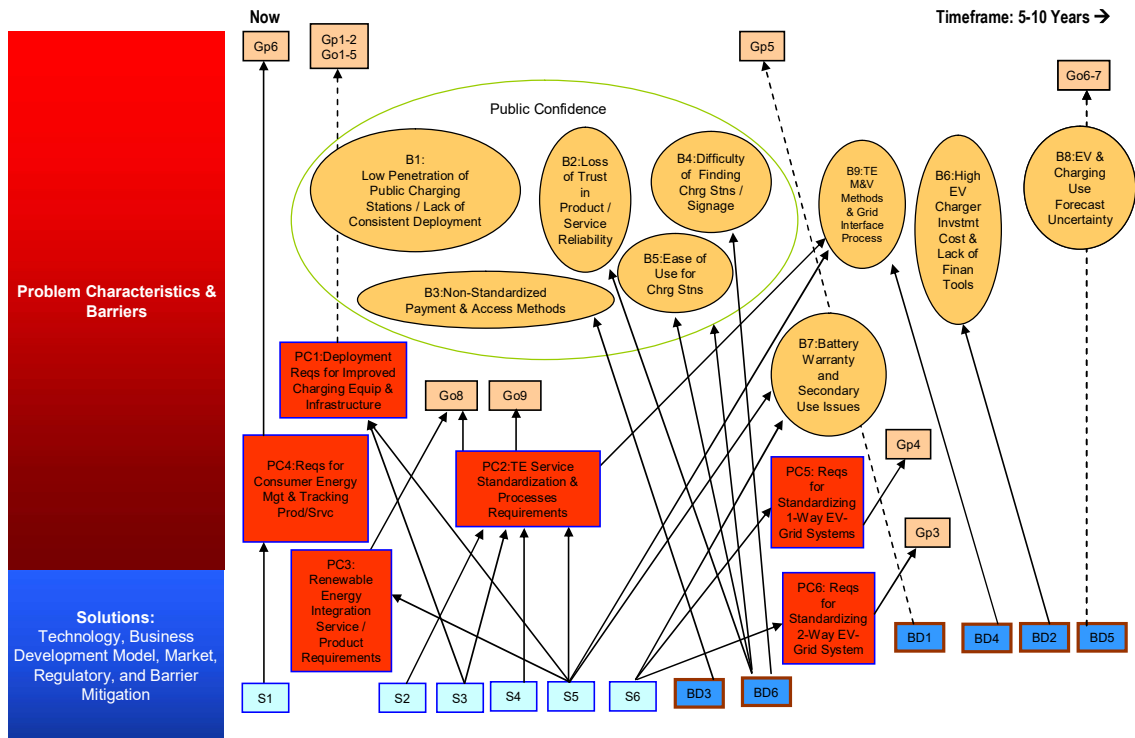 Now
Timeframe: 5-10 Years →
Gp6
Gp1-2
Go1-5
Gp5
Go6-7
Public Confidence
B1:
Low Penetration of
Public Charging
Stations / Lack of
Consistent Deployment
B2:Loss
of Trust
in
Product /
Service
Reliability
B4:Difficulty
of Finding
Chrg Stns /
Signage
B9:TE
M&V
Methods
& Grid
Interface
Process
B6:High
EV
Charger
Invstmt
Cost &
Lack of
Finan
Tools
B8:EV &
Charging Use
Forecast
Uncertainty
B5:Ease of
Use for
Chrg Stns
B3:Non-Standardized
Payment & Access Methods
Problem Characteristics &
Barriers
B7:Battery
Warranty
and
Secondary
Use Issues
PC1:Deployment
Reqs for Improved
Charging Equip &
Infrastructure
Go8
Go9
Gp4
PC4:Reqs for
Consumer Energy
Mgt & Tracking
Prod/Srvc
PC2:TE Service
Standardization &
Processes
Requirements
PC5: Reqs
for
Standardizing
1-Way EV-
Grid Systems
Gp3
PC3:
Renewable
Energy
Integration
Service /
Product
Requirements
PC6: Reqs
for
Standardizing
2-Way EV-
Grid System
Solutions:
Technology, Business
Development Model, Market,
Regulatory, and Barrier
Mitigation
BD1
BD4
BD2
BD5
S1
S2
S3
S4
S5
S6
BD3
BD6